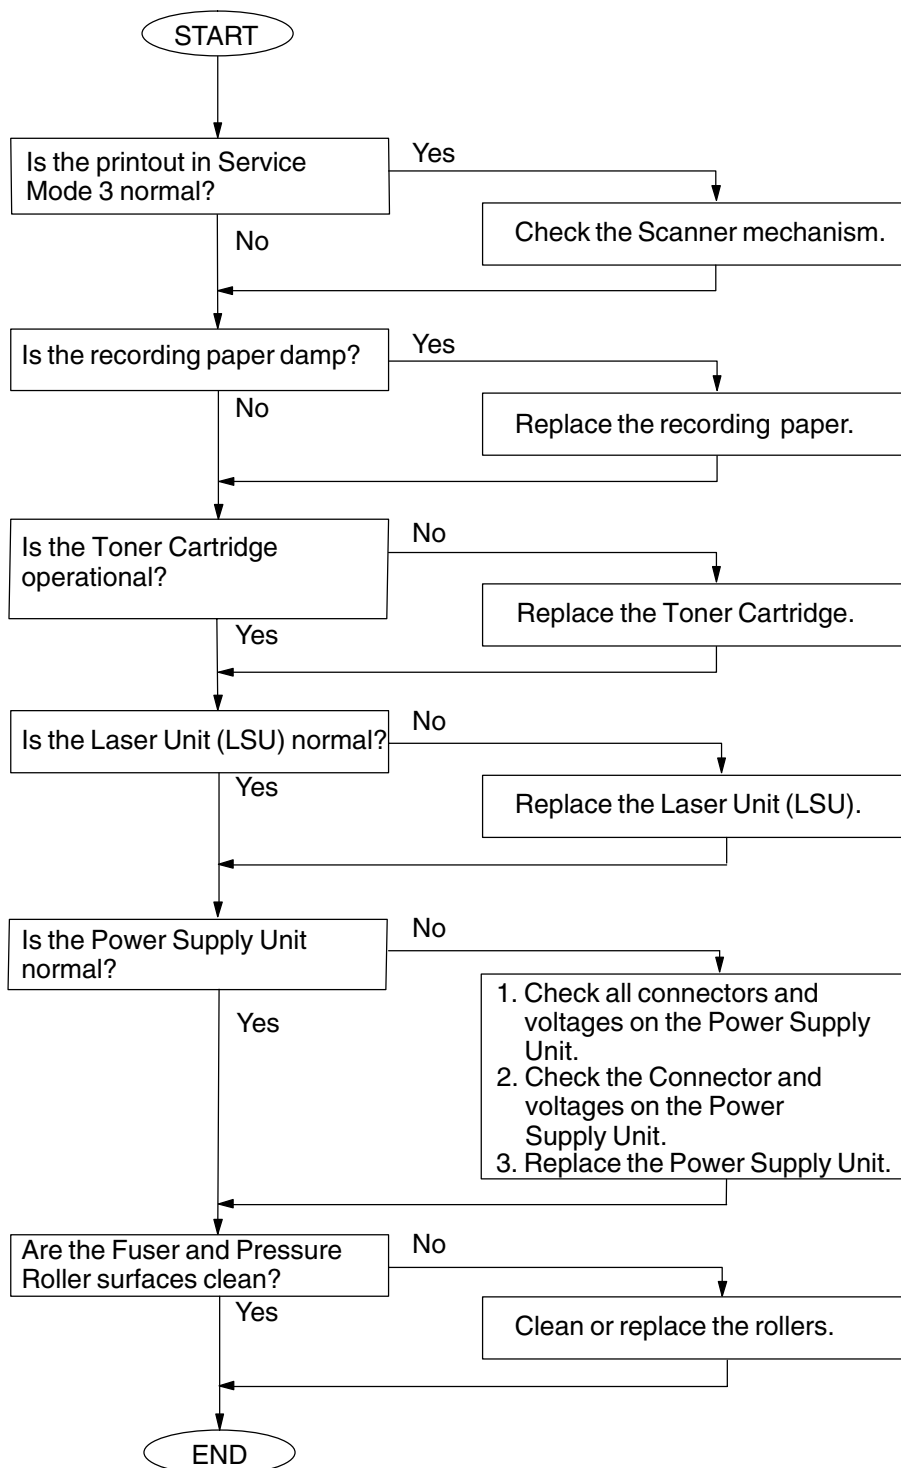 START
Is the printout in Service
Mode 3 normal?
Yes
Check the Scanner mechanism.
No
Is the recording paper damp?
Yes
Replace the recording paper.
No
Is the Toner Cartridge
operational?
No
Replace the Toner Cartridge.
Yes
Is the Laser Unit (LSU) normal?
No
Replace the Laser Unit (LSU).
Yes
Is the Power Supply Unit
normal?
No
1. Check all connectors and
voltages on the Power Supply
Unit.
2. Check the Connector and
voltages on the Power
Supply Unit.
3. Replace the Power Supply Unit.
Yes
Are the Fuser and Pressure
Roller surfaces clean?
No
Clean or replace the rollers.
Yes
END